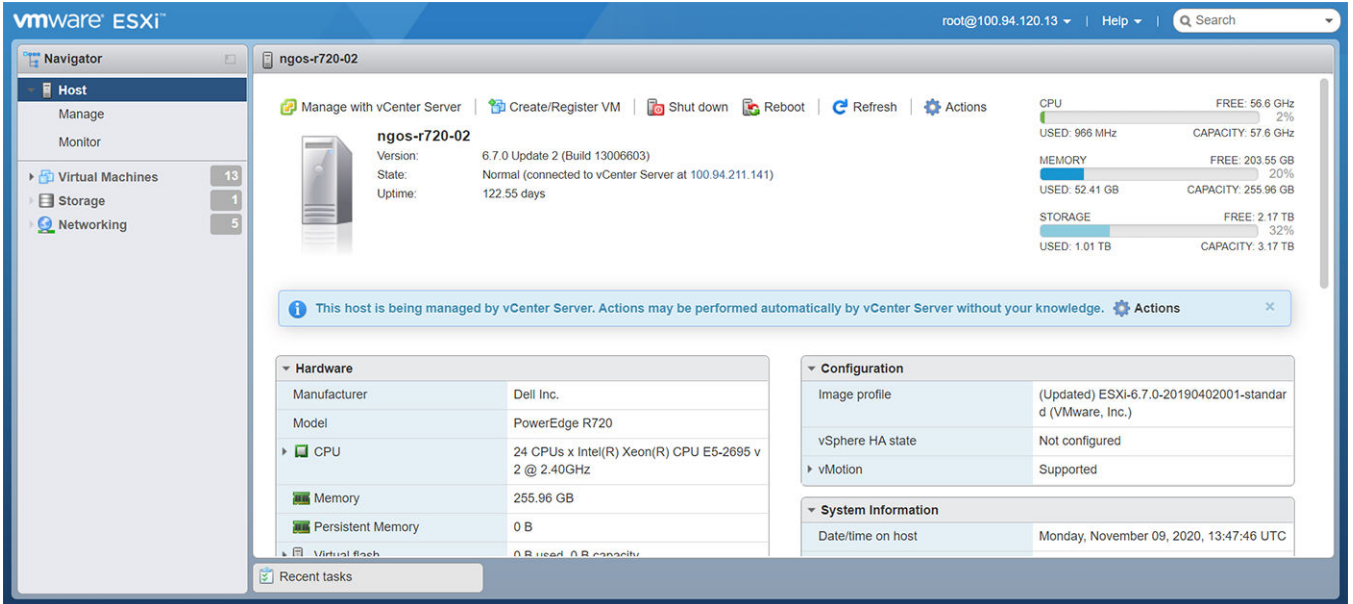 vmware ESXi™
root@100.94.120.13 | Help | Search
Navigator
Host
Manage
Monitor
Virtual Machines 13
Storage 1
Networking 5
ngos-r720-02
Manage with vCenter Server | Create/Register VM | Shut down Reboot | Refresh | Actions
ngos-r720-02
Version: 6.7.0 Update 2 (Build 13006603)
State: Normal (connected to vCenter Server at 100.94.211.141)
Uptime: 122.55 days
CPU FREE: 56.6 GHz
2%
USED: 966 MHz CAPACITY: 57.6 GHz
MEMORY FREE: 203.55 GB
20%
USED: 52.41 GB CAPACITY: 255.96 GB
STORAGE FREE: 2.17 TB
32%
USED: 1.01 TB CAPACITY: 3.17 TB
This host is being managed by vCenter Server. Actions may be performed automatically by vCenter Server without your knowledge. Actions
Hardware
Manufacturer Dell Inc.
Model PowerEdge R720
CPU 24 CPUs x Intel(R) Xeon(R) CPU E5-2695 v
2 @ 2.40GHz
Memory 255.96 GB
Persistent Memory 0 B
Virtual flash 0 B used, 0 B capacity
Configuration
Image profile (Updated) ESXi-6.7.0-20190402001-standar
d (VMware, Inc.)
vSphere HA state Not configured
vMotion Supported
System Information
Date/time on host Monday, November 09, 2020, 13:47:46 UTC
Recent tasks